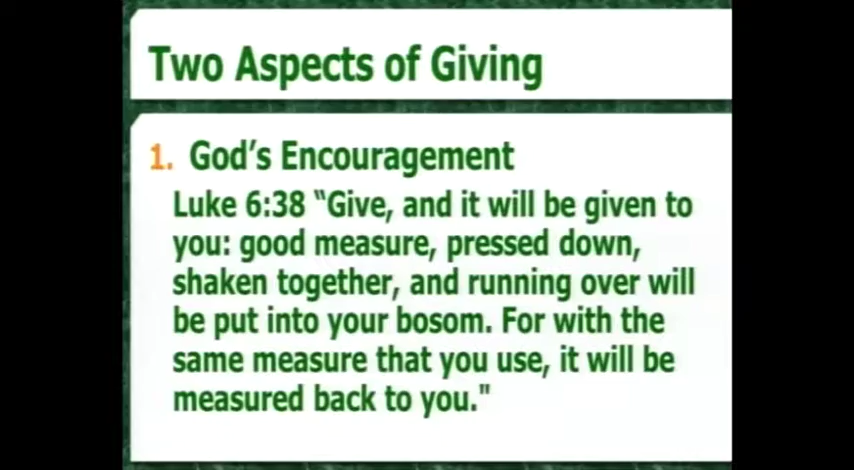 Two Aspects of Giving
1. God's Encouragement
Luke 6:38 "Give, and it will be given to
you: good measure, pressed down,
shaken together, and running over will
be put into your bosom. For with the
same measure that you use, it will be
measured back to you."